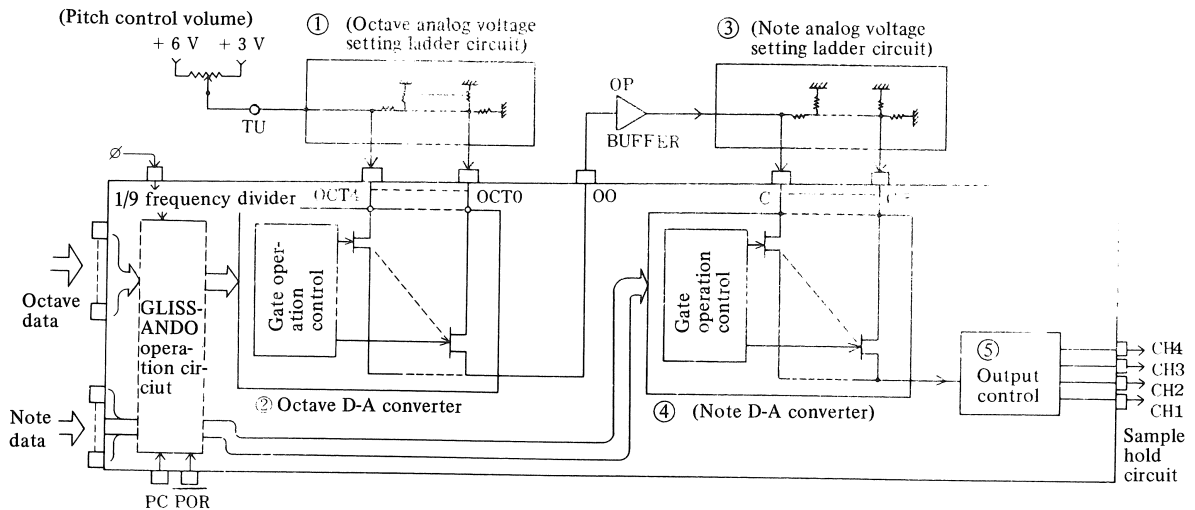 (Pitch control volume)
+ 6 V + 3 V
TU
① (Octave analog voltage
setting ladder circuit)
③ (Note analog voltage
setting ladder circuit)
OP
BUFFER
ø
1/9 frequency divider
OCT4
OCT0
OO
C
Octave
data
Note
data
GLISS-
ANDO
opera-
tion cir-
ciut
PC POR
Gate oper-
ation
control
② Octave D-A converter
Gate
operation
control
④ (Note D-A converter)
⑤
Output
control
CH4
CH3
CH2
CH1
Sample
hold
circuit